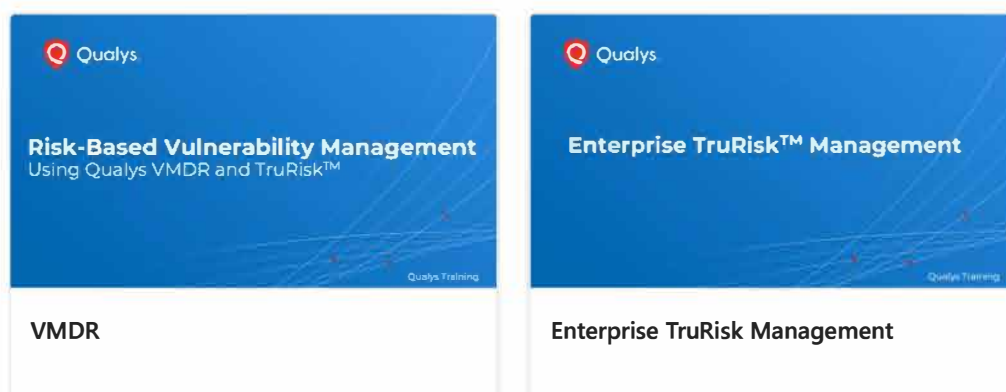 Qualys.
Risk-Based Vulnerability Management
Using Qualys VMDR and TruRisk™
Qualys Training
VMDR
Qualys.
Enterprise TruRisk™ Management
Qualys Training
Enterprise TruRisk Management